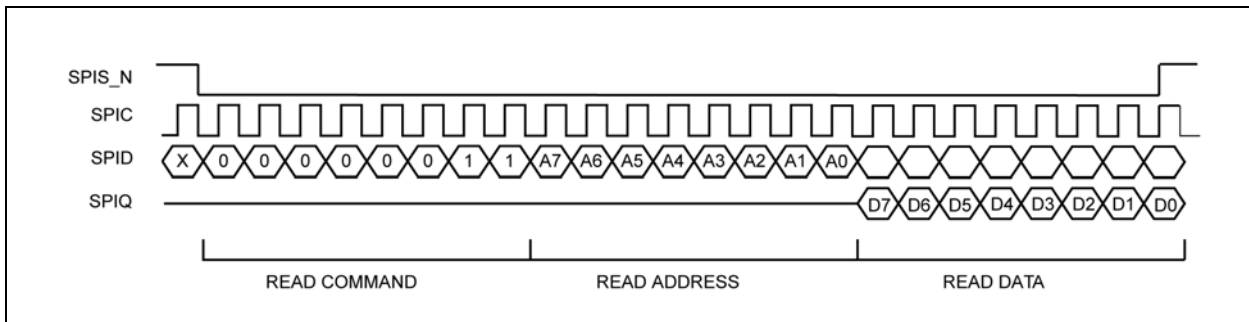 SPIS_N
SPIC
SPID X 0 0 0 0 0 0 1 1 A7 A6 A5 A4 A3 A2 A1 A0
SPIQ D7 D6 D5 D4 D3 D2 D1 D0
READ COMMAND READ ADDRESS READ DATA